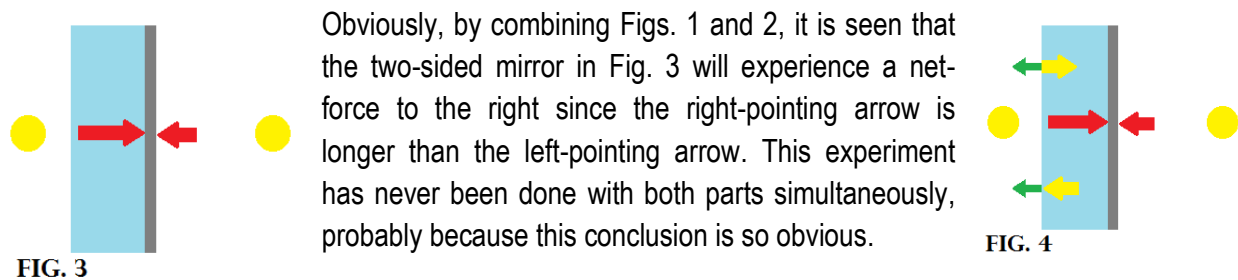 Obviously, by combining Figs. 1 and 2, it is seen that
the two-sided mirror in Fig. 3 will experience a net-
force to the right since the right-pointing arrow is
longer than the left-pointing arrow. This experiment
has never been done with both parts simultaneously,
probably because this conclusion is so obvious.
FIG. 3
FIG. 4